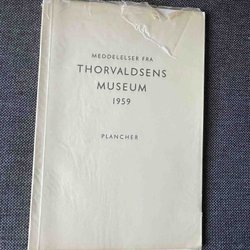 MEDDELELSER FRA
THORVALDSENS
MUSEUM
1959
PLANCHER